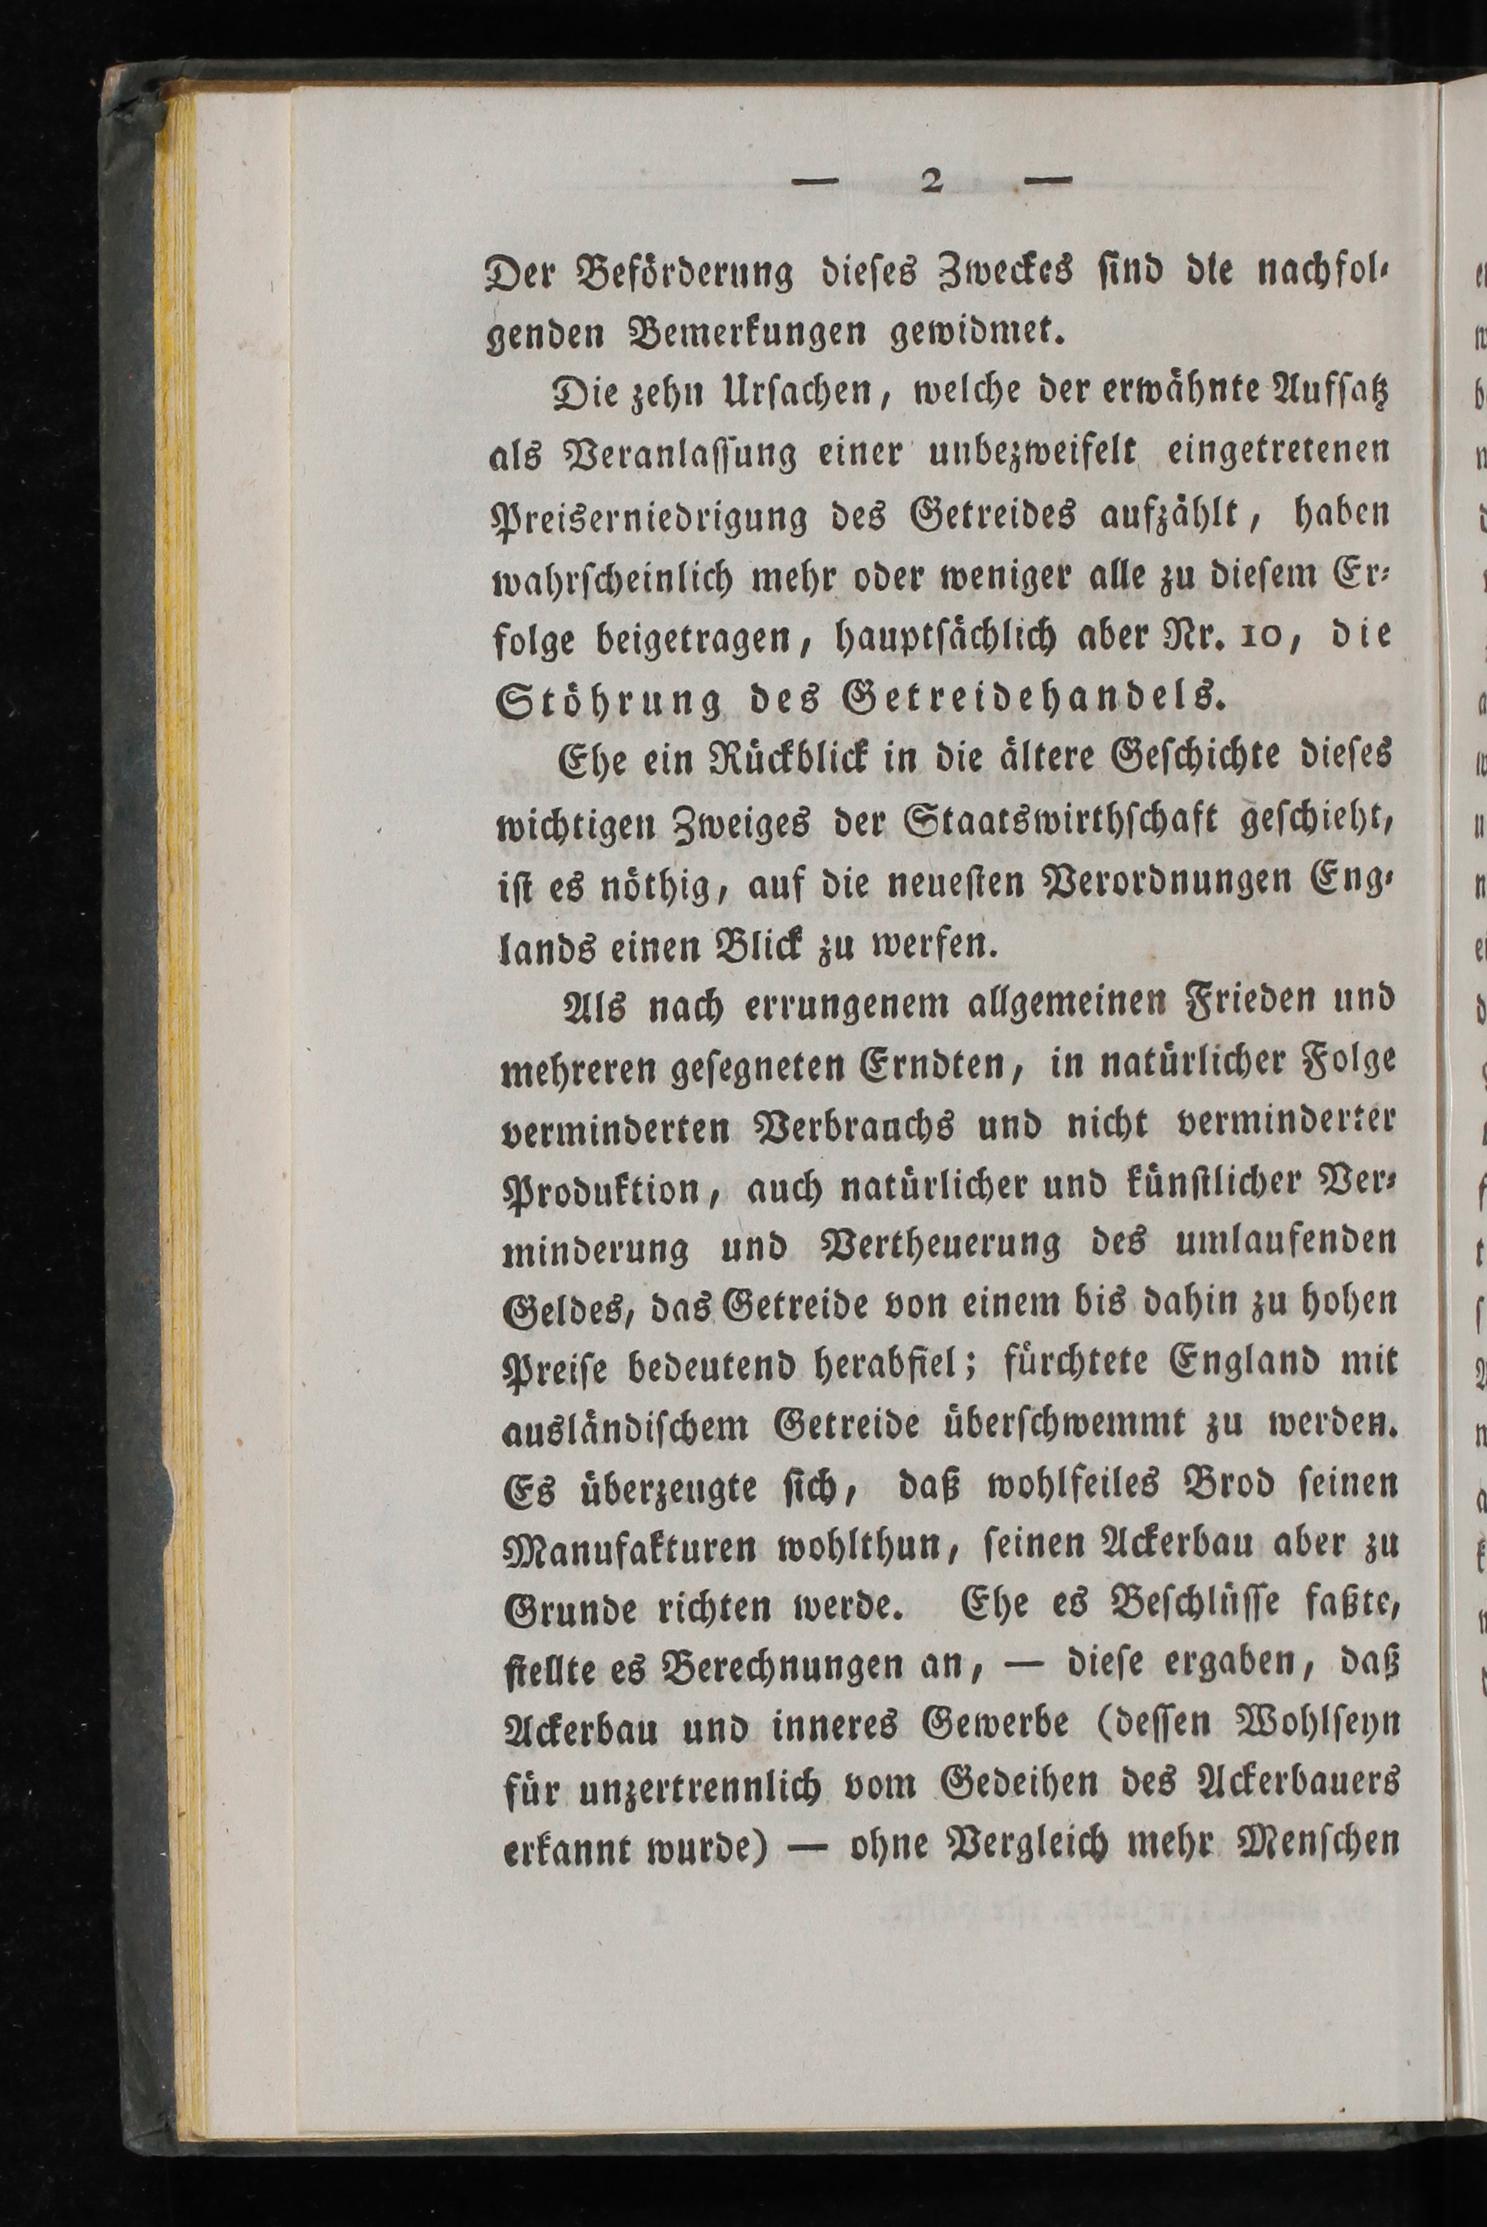 — 2 —
Der Beförderung dieſes Zweckes ſind die nachfol⸗
genden Bemerkungen gewidmet.
Die zehn Urſachen, welche der erwähnte Aufſatz
als Veranlaſſung einer unbezweifelt eingetretenen
Preiserniedrigung des Getreides aufzählt, haben
wahrſcheinlich mehr oder weniger alle zu dieſem Er⸗
folge beigetragen, hauptſächlich aber Nr. 10, die
Stöhrung des Getreidehandels.
Ehe ein Rückblick in die ältere Geſchichte dieſes
wichtigen Zweiges der Staatswirthſchaft geſchieht,
iſt es nöthig, auf die neueſten Verordnungen Eng⸗
lands einen Blick zu werfen.
Als nach errungenem allgemeinen Frieden und
mehreren geſegneten Erndten, in natürlicher Folge
verminderten Verbrauchs und nicht verminderter
Produktion, auch natürlicher und künſtlicher Ver⸗
minderung und Vertheuerung des umlaufenden
Geldes, das Getreide von einem bis dahin zu hohen
Preiſe bedeutend herabfiel; fürchtete England mit
ausländiſchem Getreide überſchwemmt zu werden.
Es überzeugte ſich, daß wohlfeiles Brod ſeinen
Manufakturen wohlthun, ſeinen Ackerbau aber zu
Grunde richten werde. Ehe es Beſchlüſſe faßte,
ſtellte es Berechnungen an, — dieſe ergaben, daß
Ackerbau und inneres Gewerbe (deſſen Wohlſeyn
für unzertrennlich vom Gedeihen des Ackerbauers
erkannt wurde) — ohne Vergleich mehr Menſchen